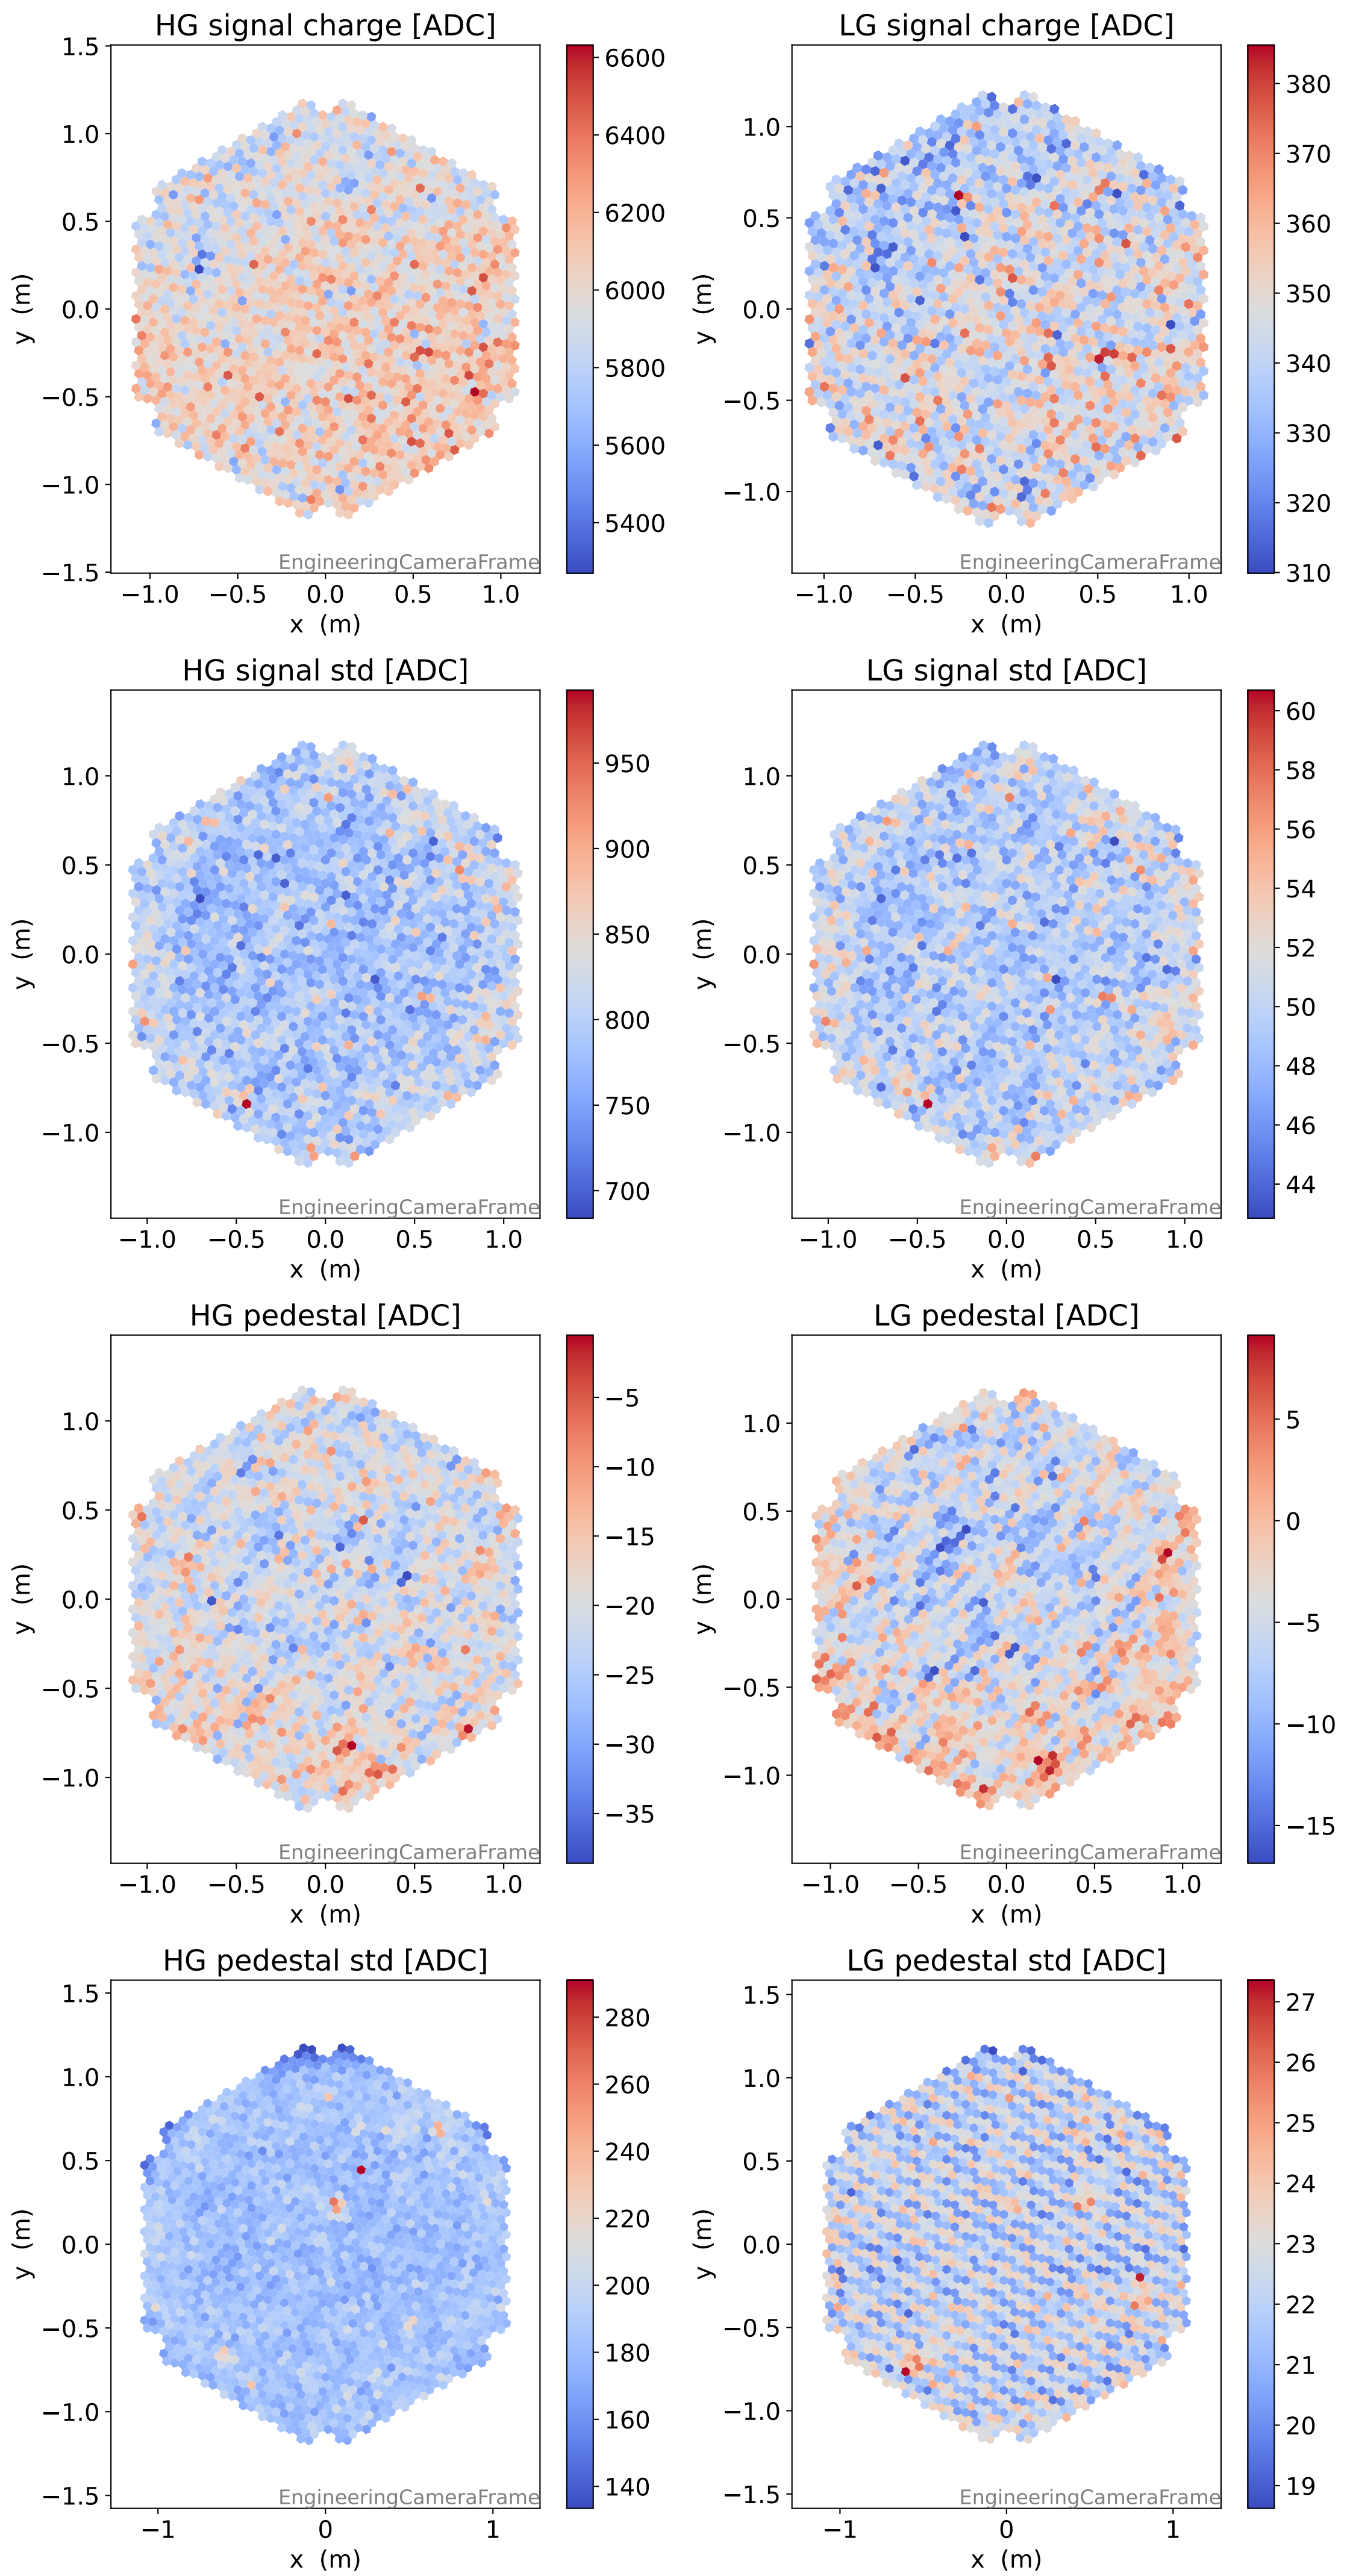 HG signal charge [ADC]
1.5
1.0
0.5
0.0
−0.5
−1.0
−1.5
y (m)
−1.0 −0.5 0.0 0.5 1.0
x (m)
EngineeringCameraFrame
6600
6400
6200
6000
5800
5600
5400
LG signal charge [ADC]
1.0
0.5
0.0
−0.5
−1.0
y (m)
−1.0 −0.5 0.0 0.5 1.0
x (m)
EngineeringCameraFrame
380
370
360
350
340
330
320
310
HG signal std [ADC]
1.0
0.5
0.0
−0.5
−1.0
y (m)
−1.0 −0.5 0.0 0.5 1.0
x (m)
EngineeringCameraFrame
950
900
850
800
750
700
LG signal std [ADC]
1.0
0.5
0.0
−0.5
−1.0
y (m)
−1.0 −0.5 0.0 0.5 1.0
x (m)
EngineeringCameraFrame
60
58
56
54
52
50
48
46
44
HG pedestal [ADC]
1.0
0.5
0.0
−0.5
−1.0
y (m)
−1.0 −0.5 0.0 0.5 1.0
x (m)
EngineeringCameraFrame
−5
−10
−15
−20
−25
−30
−35
LG pedestal [ADC]
1.0
0.5
0.0
−0.5
−1.0
y (m)
−1.0 −0.5 0.0 0.5 1.0
x (m)
EngineeringCameraFrame
5
0
−5
−10
−15
HG pedestal std [ADC]
1.5
1.0
0.5
0.0
−0.5
−1.0
−1.5
y (m)
−1 0 1
x (m)
EngineeringCameraFrame
280
260
240
220
200
180
160
140
LG pedestal std [ADC]
1.5
1.0
0.5
0.0
−0.5
−1.0
−1.5
y (m)
−1 0 1
x (m)
EngineeringCameraFrame
27
26
25
24
23
22
21
20
19